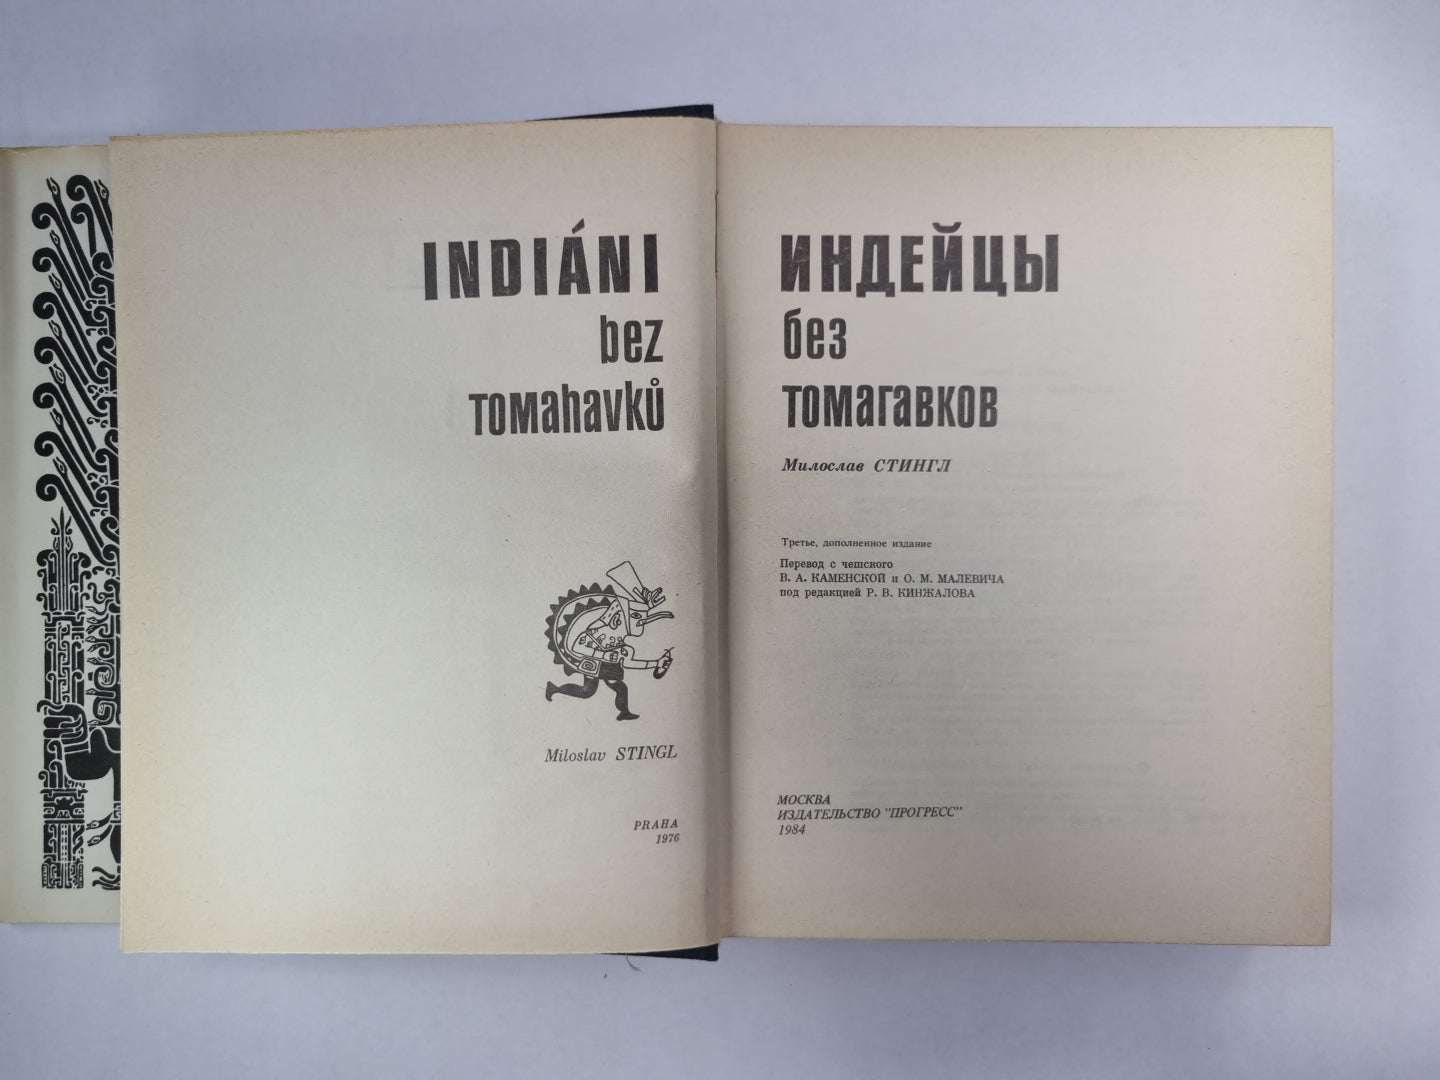 INDIÁNI
bez
тomahavků
Miloslav STINGL
PRAHA
1976
ИНДЕЙЦЫ
без
томагавков
Милослав СТИНГЛ
Третье, дополненное издание
Перевод с чешского
В. А. КАМЕНСКОЙ и О. М. МАЛЕВИЧА
под редакцией Р. В. КИНЖАЛОВА
МОСКВА
ИЗДАТЕЛЬСТВО "ПРОГРЕСС"
1984